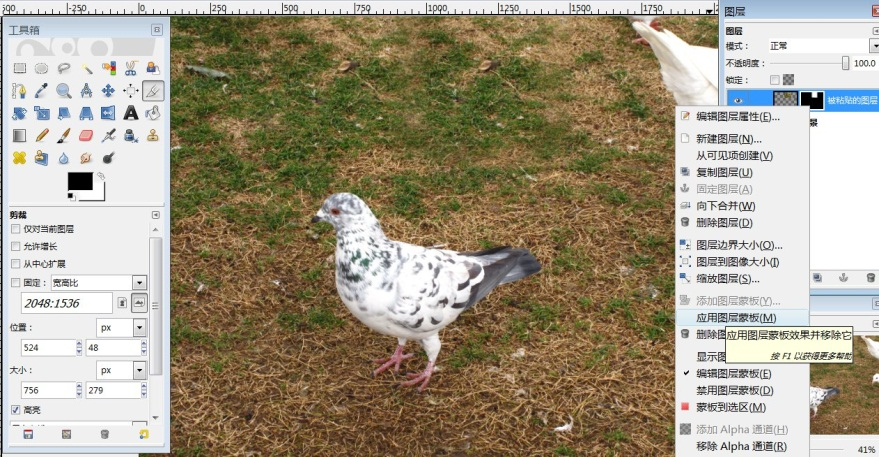 200 -250 0 250 500 750 1000 1250 1500 1750
工具箱
剪裁
仅对当前图层
允许增长
从中心扩展
固定：宽高比
2048:1536
位置： px
524 48
大小： px
756 279
高亮
图层
图层
模式： 正常
不透明度： 100.0
锁定：
被粘贴的图层
景
编辑图层属性(E)...
新建图层(N)...
从可见项创建(V)
复制图层(U)
固定图层(A)
向下合并(W)
删除图层(D)
图层边界大小(O)...
图层到图像大小(I)
缩放图层(S)...
添加图层蒙板(Y)...
应用图层蒙板(M)
删除图
应用图层蒙板效果并移除它
按 F1 以获得更多帮助
显示图
编辑图层蒙板(E)
禁用图层蒙板(D)
蒙板到选区(M)
添加 Alpha 通道(H)
移除 Alpha 通道(R)
41%